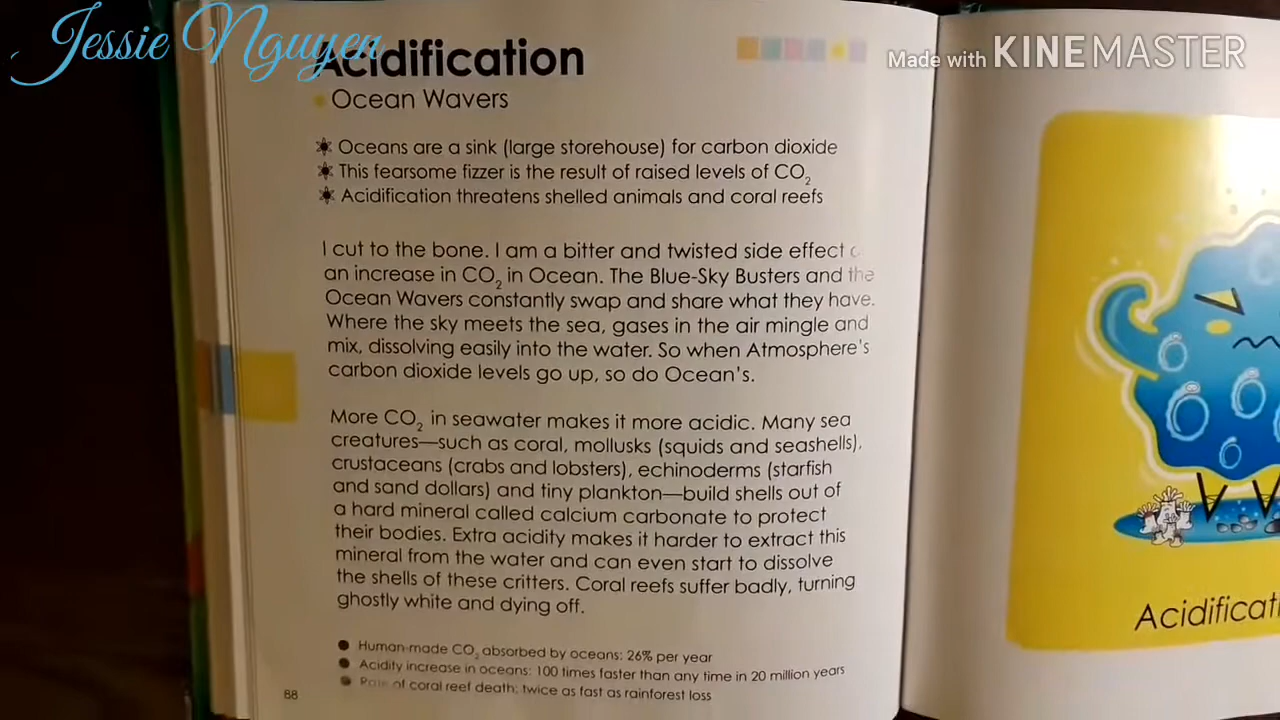 Jessie Nguyen
Made with KINEMASTER
Acidification
Ocean Wavers
Oceans are a sink (large storehouse) for carbon dioxide
This fearsome fizzer is the result of raised levels of CO₂
Acidification threatens shelled animals and coral reefs
I cut to the bone. I am a bitter and twisted side effect
an increase in CO₂ in Ocean. The Blue-Sky Busters and the
Ocean Wavers constantly swap and share what they have.
Where the sky meets the sea, gases in the air mingle and
mix, dissolving easily into the water. So when Atmosphere's
carbon dioxide levels go up, so do Ocean's.
More CO₂ in seawater makes it more acidic. Many sea
creatures—such as coral, mollusks (squids and seashells),
crustaceans (crabs and lobsters), echinoderms (starfish
and sand dollars) and tiny plankton—build shells out of
a hard mineral called calcium carbonate to protect
their bodies. Extra acidity makes it harder to extract this
mineral from the water and can even start to dissolve
the shells of these critters. Coral reefs suffer badly, turning
ghostly white and dying off.
Human-made CO₂ absorbed by oceans: 26% per year
Acidity increase in oceans: 100 times faster than any time in 20 million years
Rate of coral reef death: twice as fast as rainforest loss
88
Acidificati